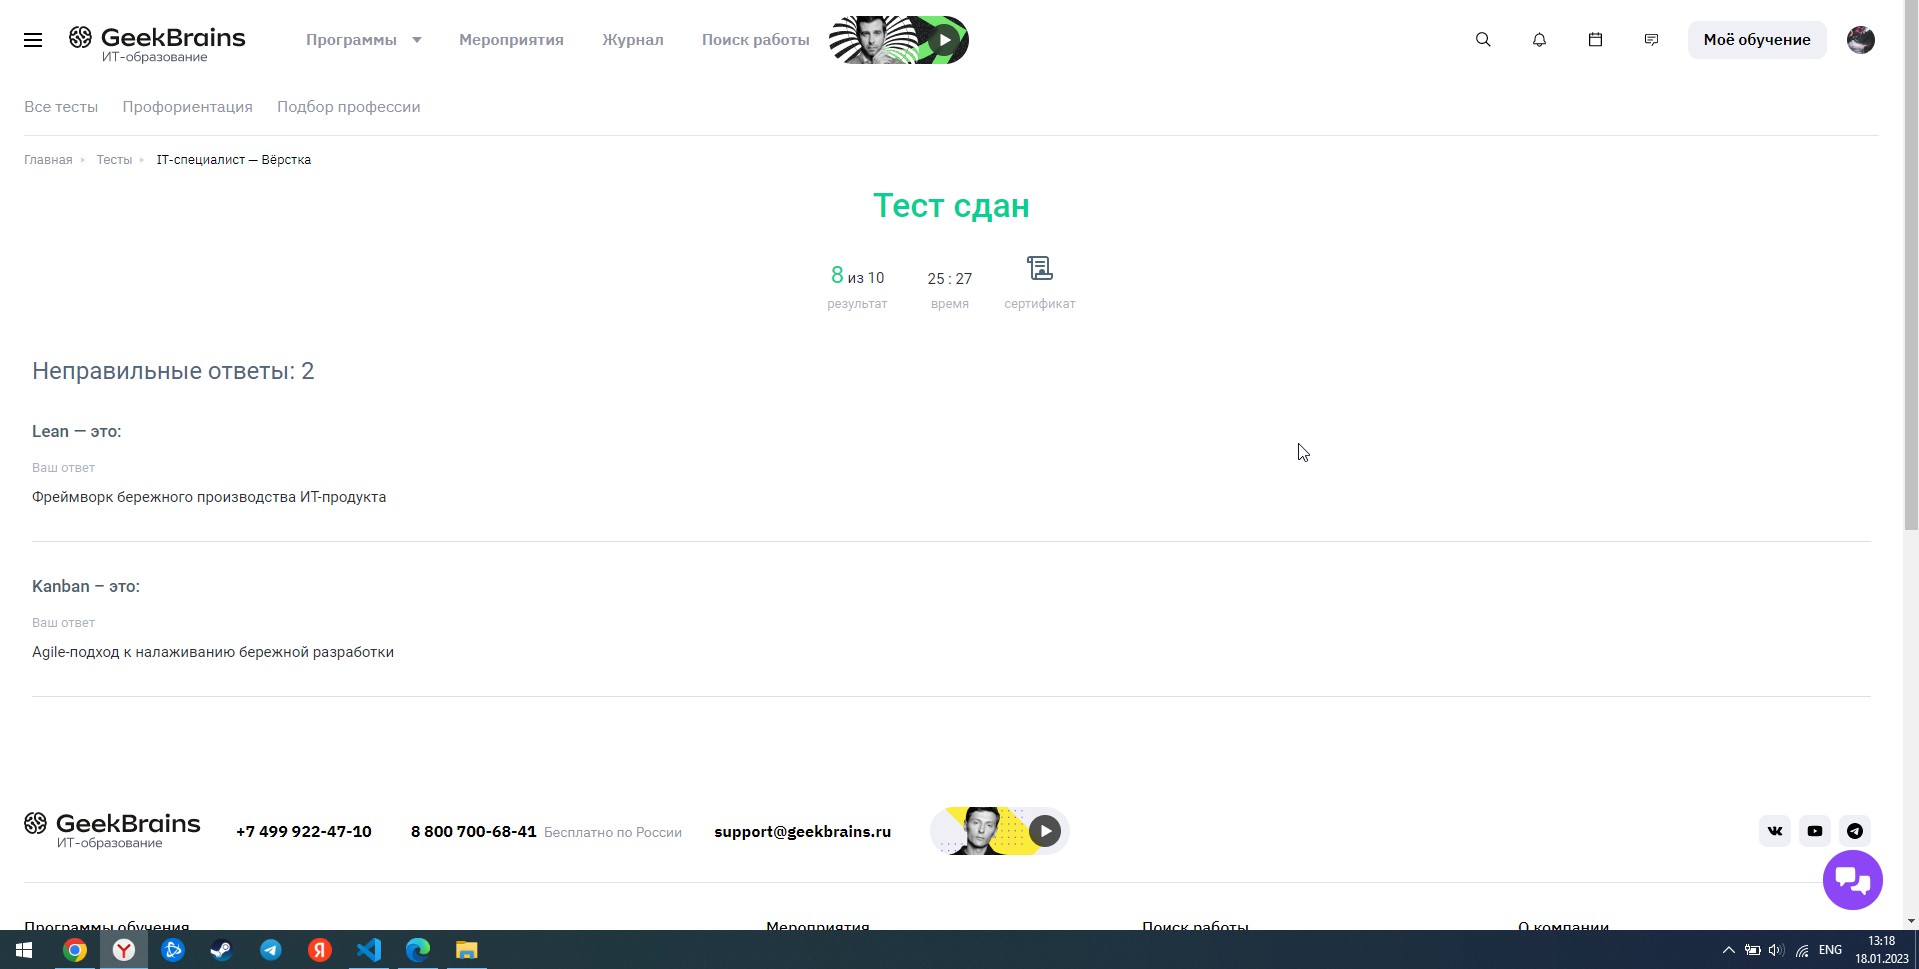 GeekBrains
ИТ-образование
Программы Мероприятия Журнал Поиск работы
Моё обучение
Все тесты Профориентация Подбор профессии
Главная Тесты IT-специалист — Вёрстка
Тест сдан
8 из 10
результат
25 : 27
время
сертификат
Неправильные ответы: 2
Lean — это:
Ваш ответ
Фреймворк бережного производства ИТ-продукта
Kanban – это:
Ваш ответ
Agile-подход к налаживанию бережной разработки
GeekBrains
ИТ-образование
+7 499 922-47-10 8 800 700-68-41 Бесплатно по России support@geekbrains.ru
Программы обучения Мероприятия Поиск работы О компании
ENG
13:18
18.01.2023